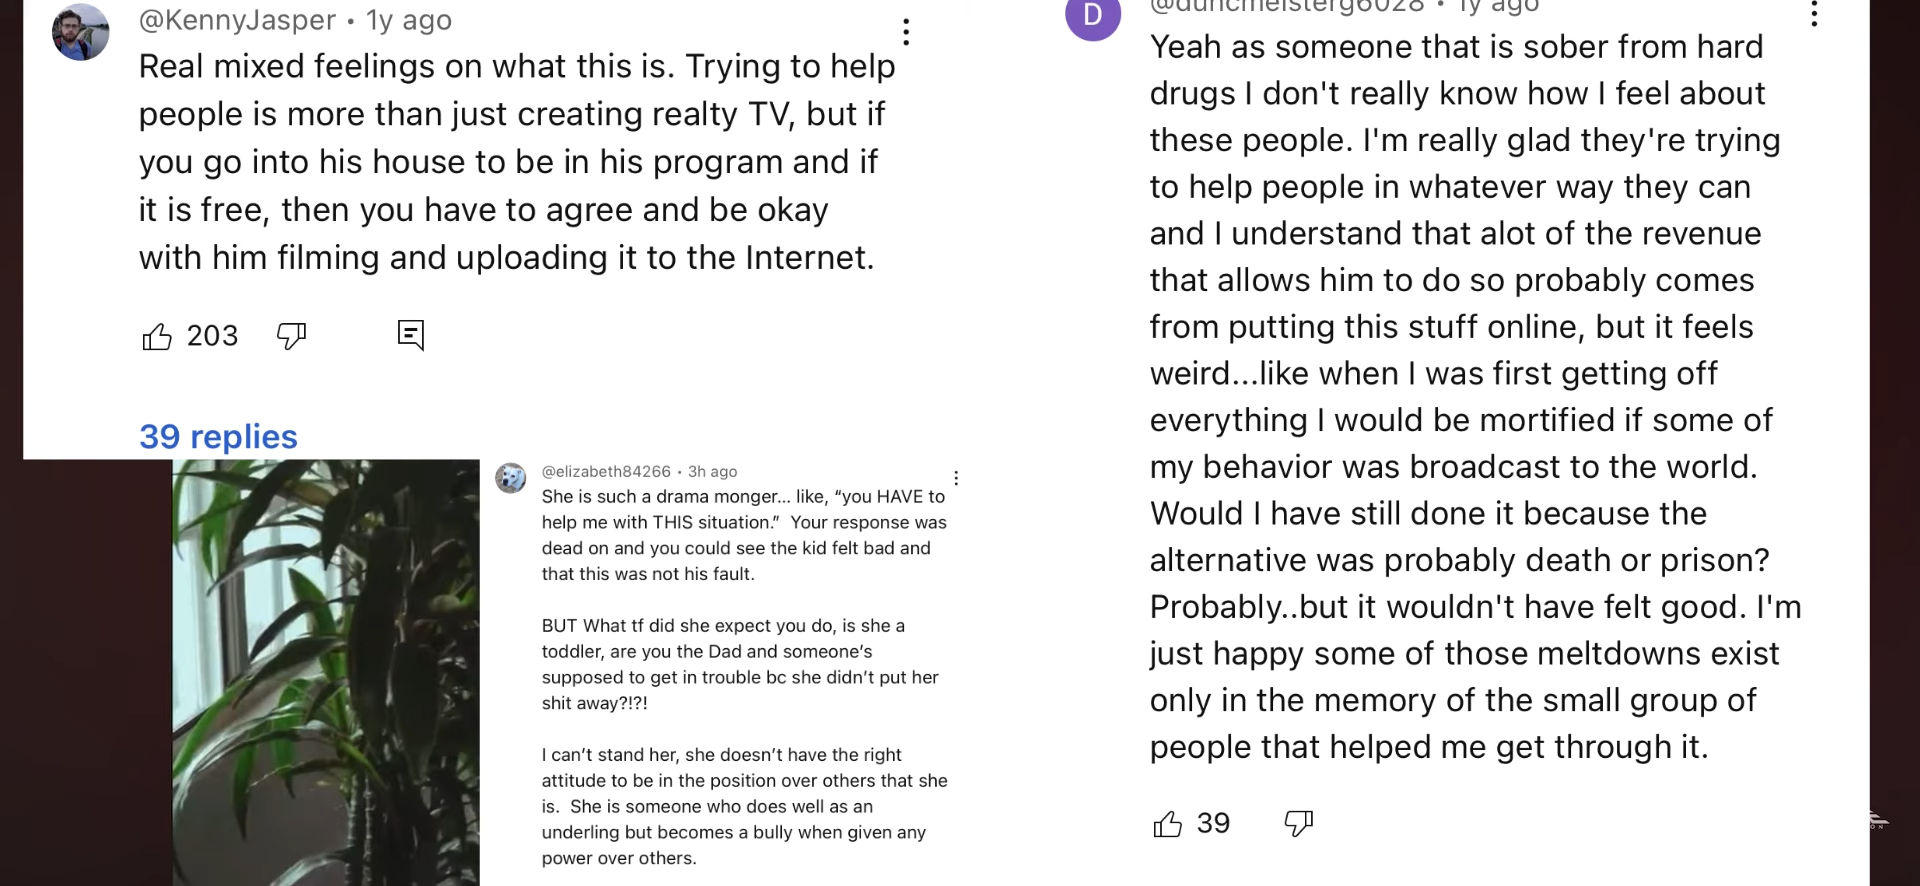 @KennyJasper • 1y ago
Real mixed feelings on what this is. Trying to help
people is more than just creating realty TV, but if
you go into his house to be in his program and if
it is free, then you have to agree and be okay
with him filming and uploading it to the Internet.
203
39 replies
@elizabeth84266 • 3h ago
She is such a drama monger... like, “you HAVE to
help me with THIS situation.” Your response was
dead on and you could see the kid felt bad and
that this was not his fault.
BUT What tf did she expect you do, is she a
toddler, are you the Dad and someone’s
supposed to get in trouble bc she didn’t put her
shit away?!?!
I can’t stand her, she doesn’t have the right
attitude to be in the position over others that she
is. She is someone who does well as an
underling but becomes a bully when given any
power over others.
D
@duncmeisterg6028 • 1y ago
Yeah as someone that is sober from hard
drugs I don't really know how I feel about
these people. I'm really glad they're trying
to help people in whatever way they can
and I understand that alot of the revenue
that allows him to do so probably comes
from putting this stuff online, but it feels
weird...like when I was first getting off
everything I would be mortified if some of
my behavior was broadcast to the world.
Would I have still done it because the
alternative was probably death or prison?
Probably..but it wouldn't have felt good. I'm
just happy some of those meltdowns exist
only in the memory of the small group of
people that helped me get through it.
39